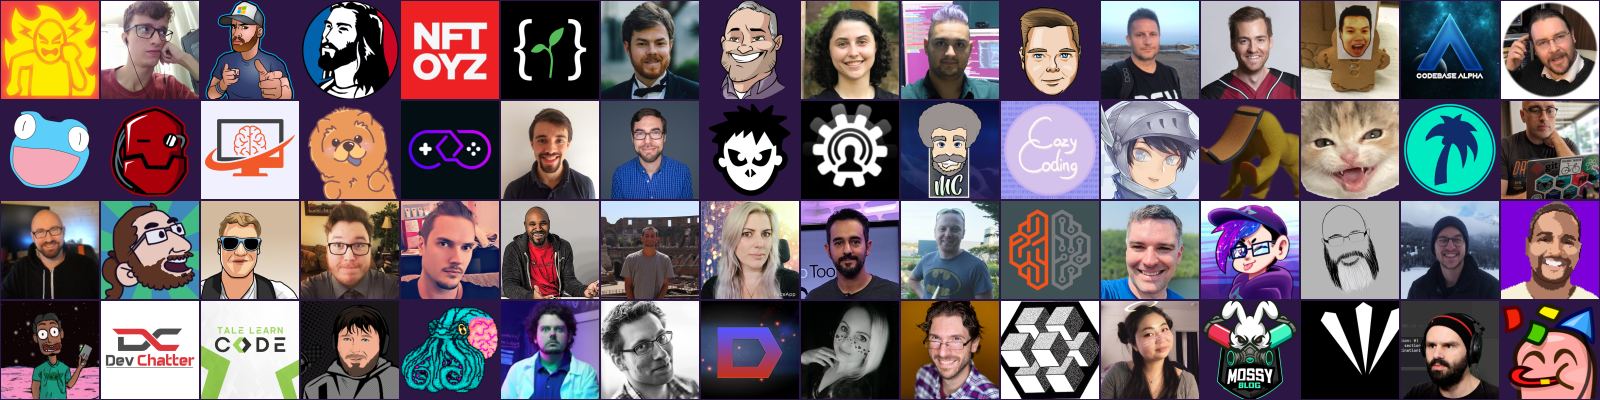 NFT
OYZ
CODEBASE ALPHA
mc
Cozy
Coding
Too
Dev Chatter
TALE LEARN
CODE
MOSSY
BLOG